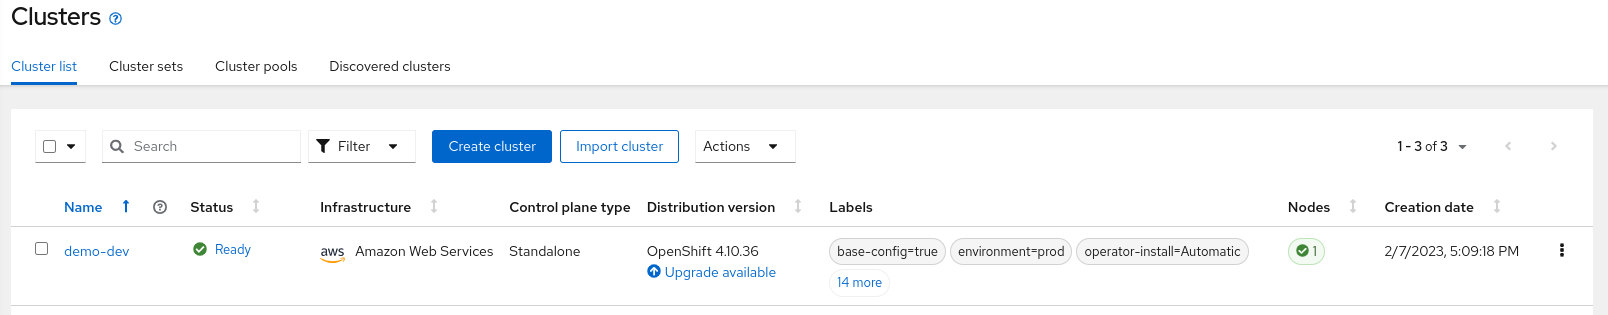 Clusters
Cluster list Cluster sets Cluster pools Discovered clusters
Search Filter Create cluster Import cluster Actions 1 - 3 of 3
Name Status Infrastructure Control plane type Distribution version Labels Nodes Creation date
demo-dev Ready aws Amazon Web Services Standalone OpenShift 4.10.36 base-config=true environment=prod operator-install=Automatic 1 2/7/2023, 5:09:18 PM
Upgrade available 14 more